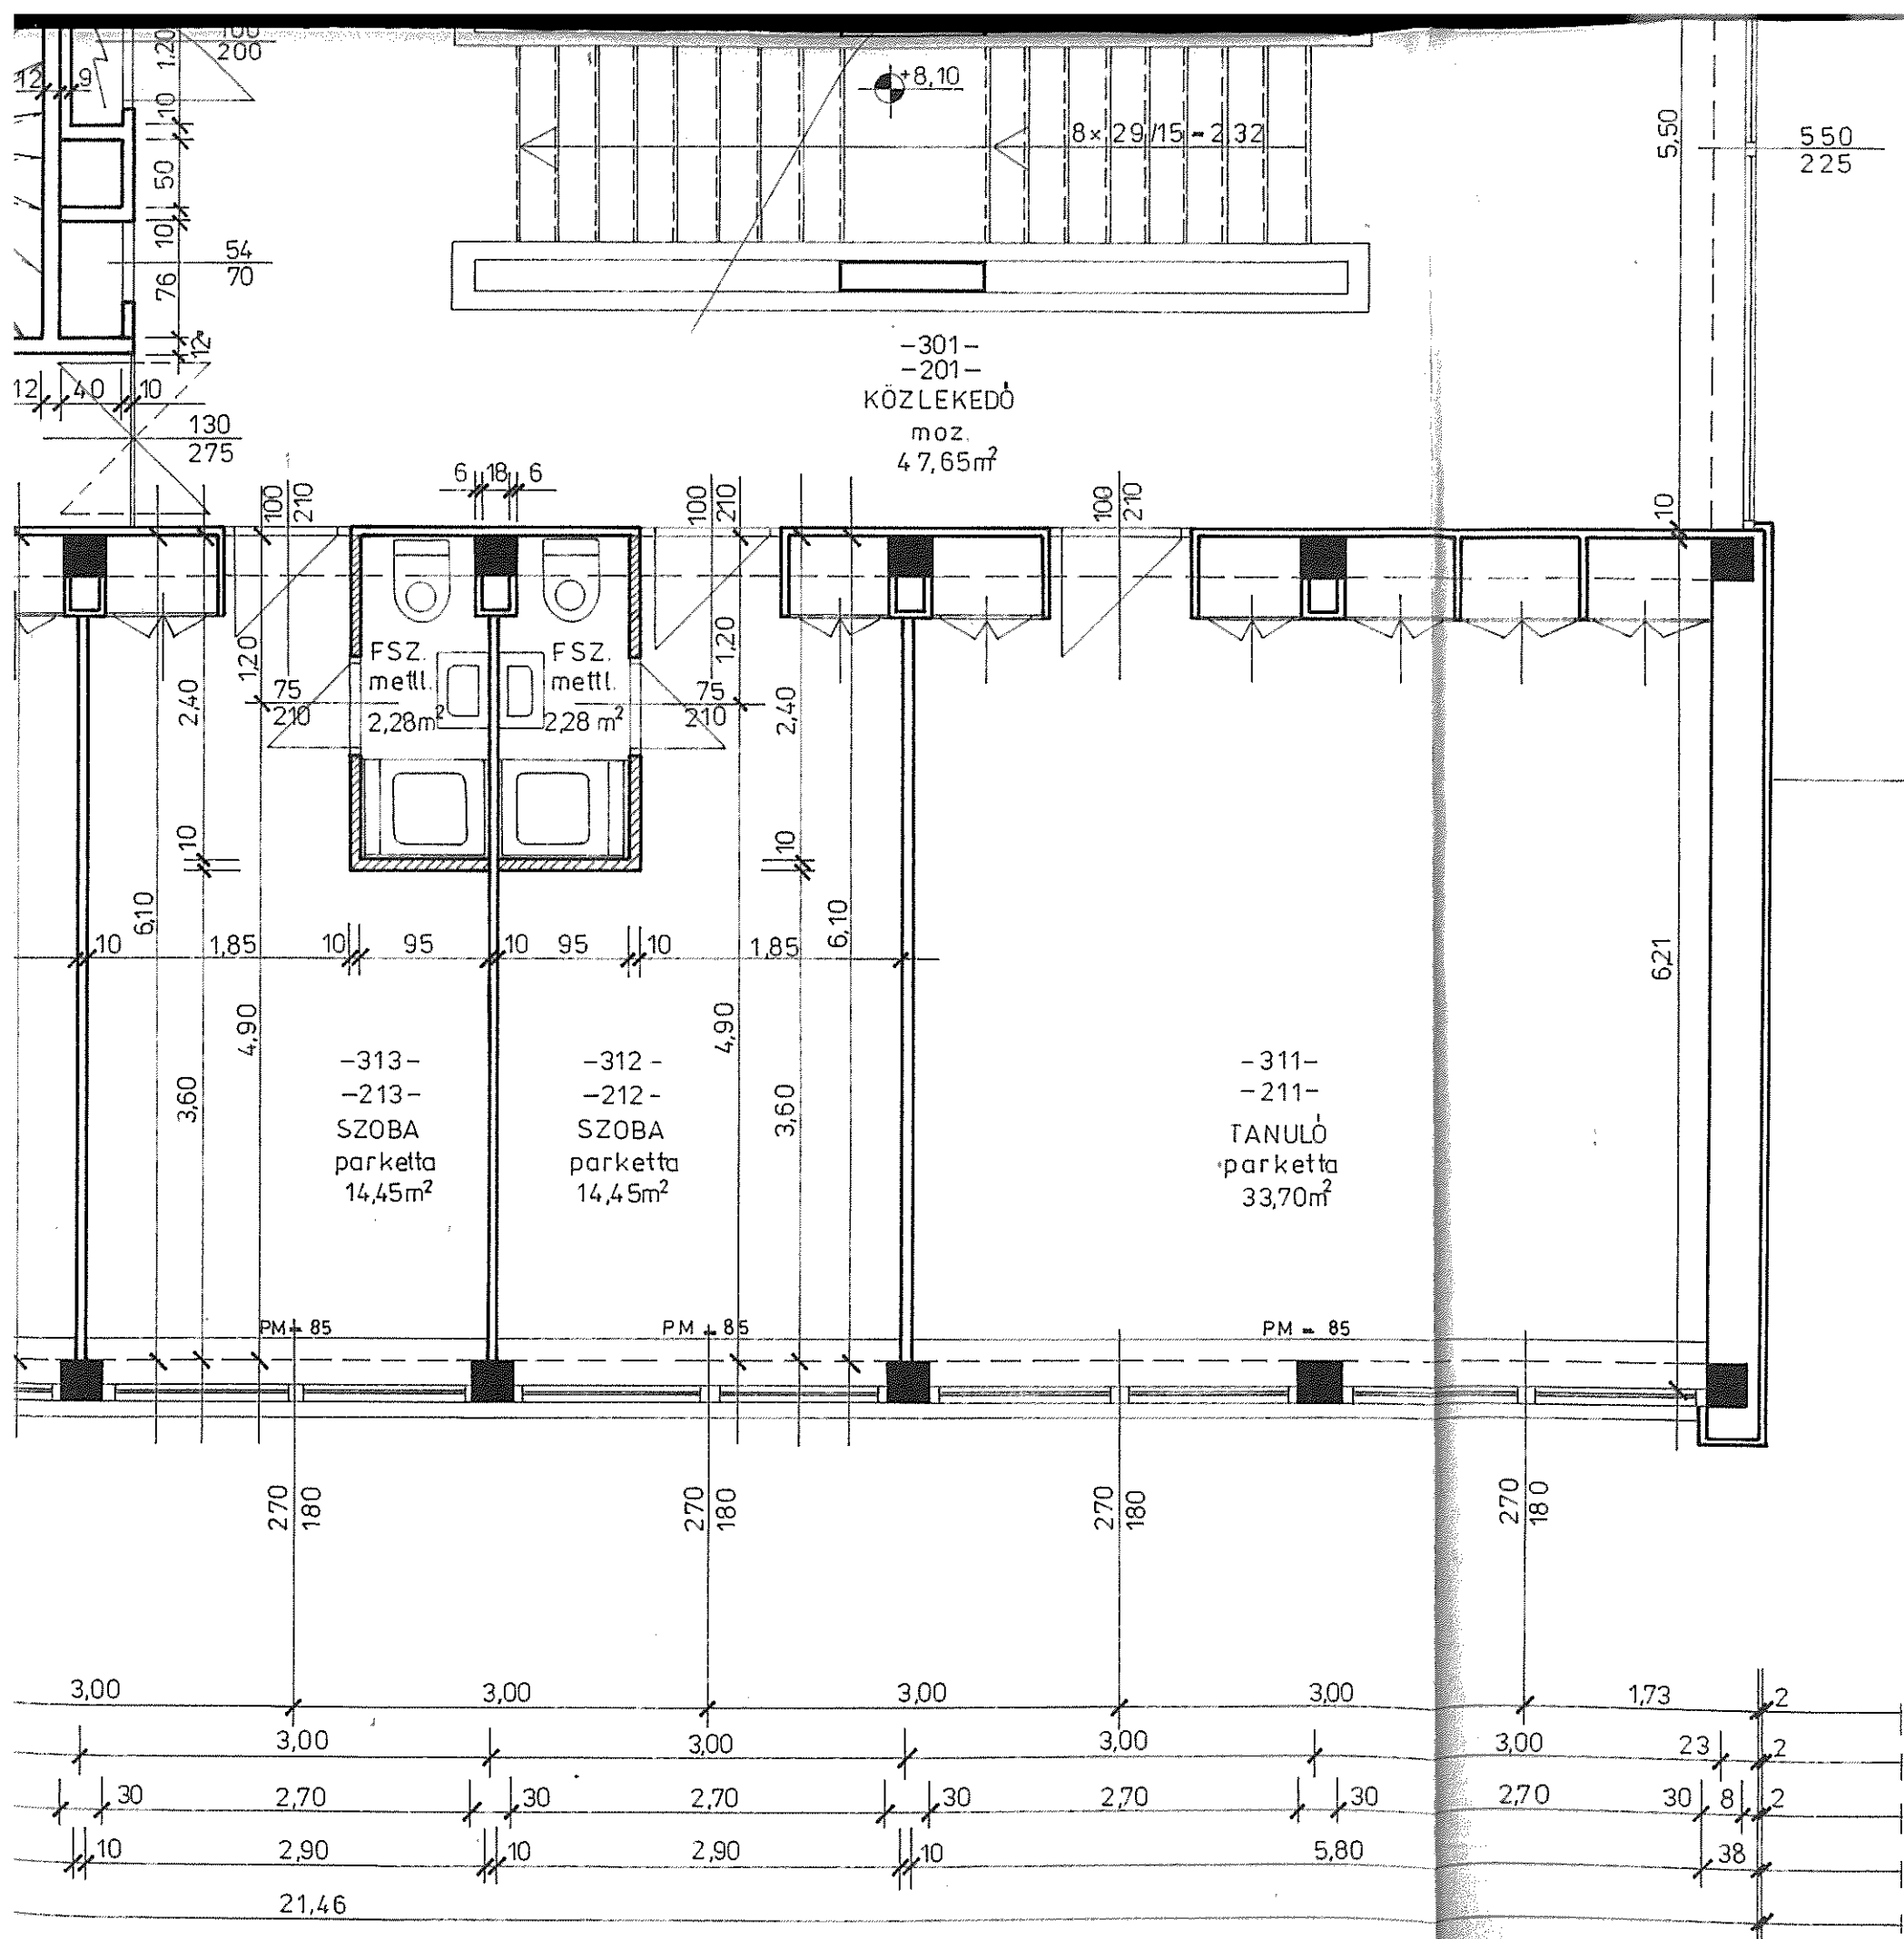 100
200
1,20
12
9
10
50
10
76
12
54
70
12
40
10
130
275
+8,10
8×29/15=2,32
5,50
550
225
-301-
-201-
KÖZLEKEDŐ
moz.
47,65m²
6 18 6
100
210
100
210
100
210
10
FSZ.
mettl.
2,28m²
FSZ.
mettl.
2,28 m²
1,20
75
210
75
210
1,20
2,40
2,40
10
10
6,10
6,10
10
1,85
10
95
10
95
10
1,85
6,21
4,90
4,90
3,60
3,60
-313-
-213-
SZOBA
parketta
14,45m²
-312-
-212-
SZOBA
parketta
14,45m²
-311-
-211-
TANULÓ
parketta
33,70m²
PM = 85
PM = 85
PM = 85
270
180
270
180
270
180
270
180
3,00 3,00 3,00 3,00 1,73 2
3,00 3,00 3,00 3,00 23 2
30 2,70 30 2,70 30 2,70 30 2,70 30 8 2
10 2,90 10 2,90 10 5,80 38
21,46